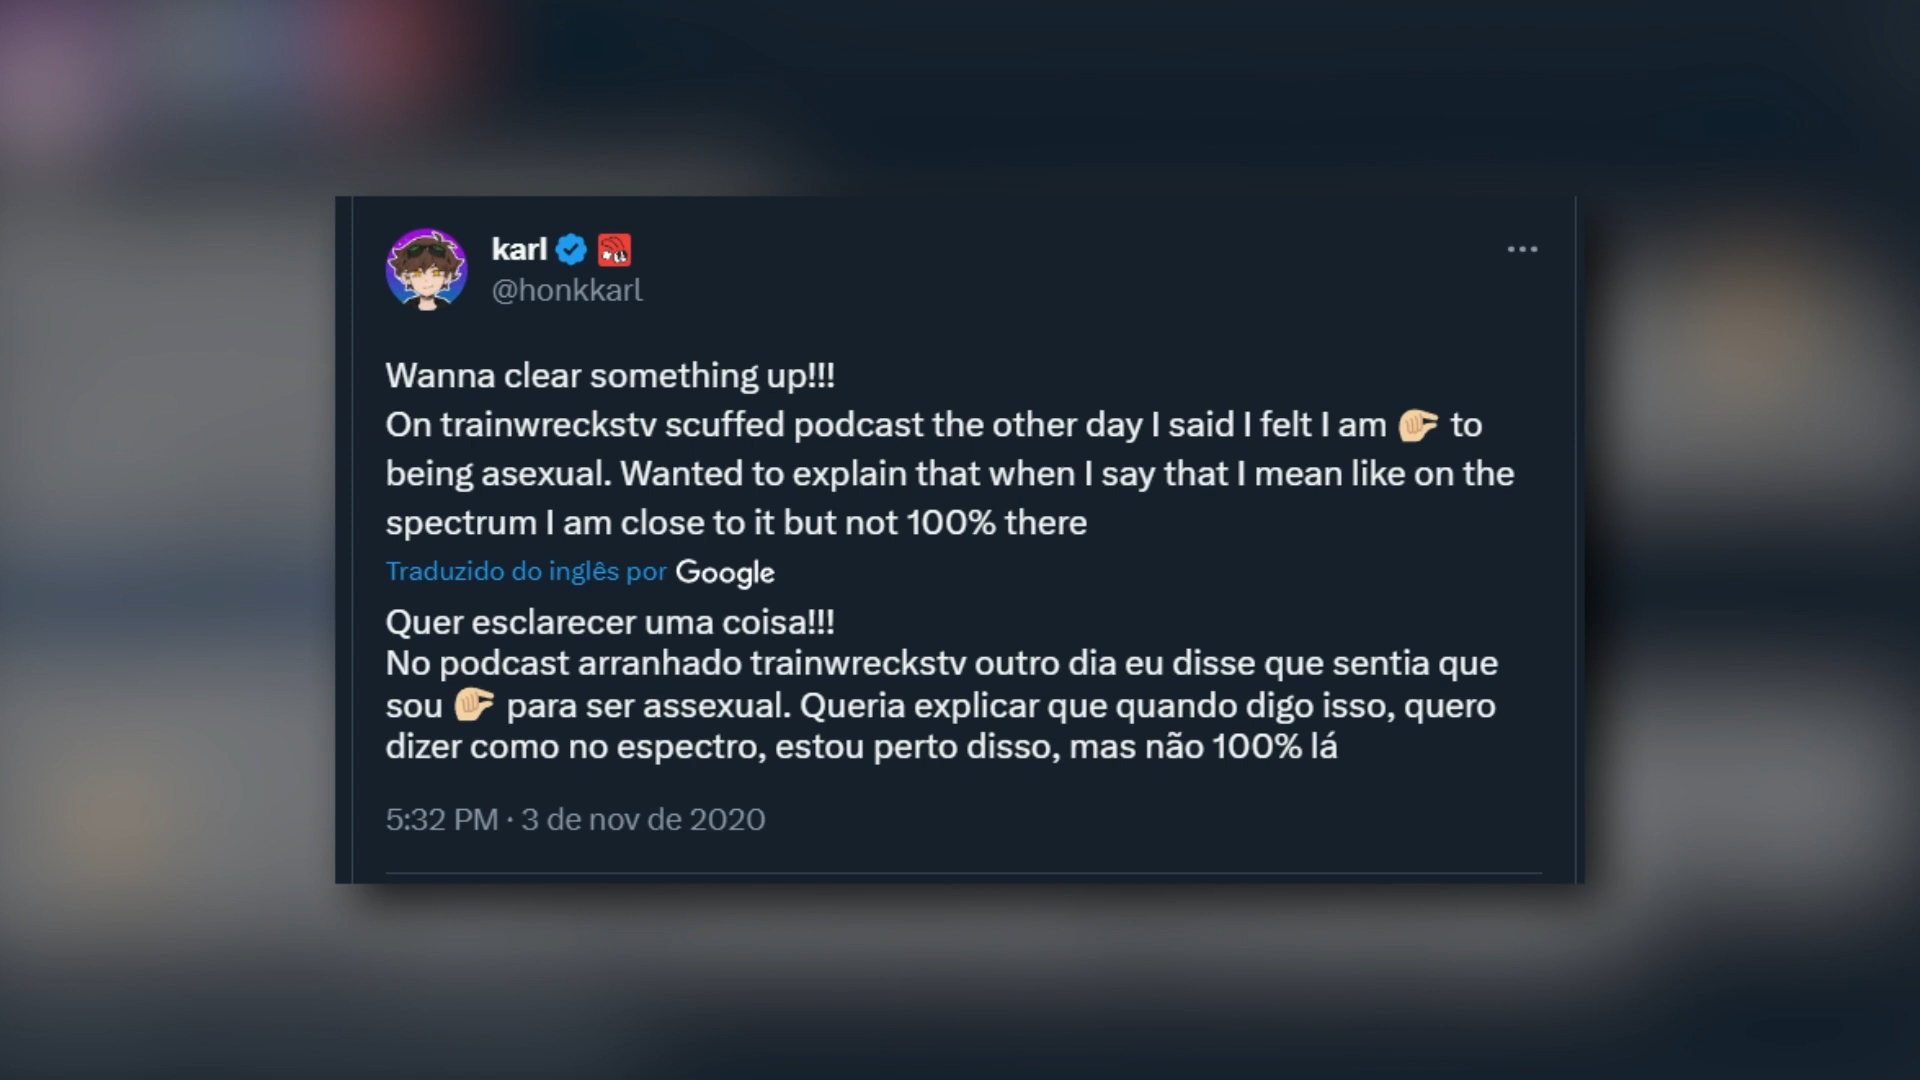 karl
@honkkarl
Wanna clear something up!!!
On trainwreckstv scuffed podcast the other day I said I felt I am 🤏🏼 to
being asexual. Wanted to explain that when I say that I mean like on the
spectrum I am close to it but not 100% there
Traduzido do inglês por Google
Quer esclarecer uma coisa!!!
No podcast arranhado trainwreckstv outro dia eu disse que sentia que
sou 🤏🏼 para ser assexual. Queria explicar que quando digo isso, quero
dizer como no espectro, estou perto disso, mas não 100% lá
5:32 PM · 3 de nov de 2020